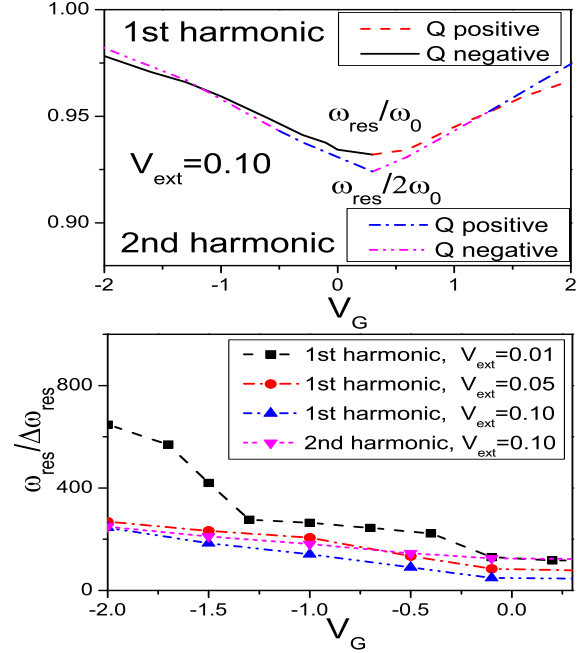 1.00
1st harmonic
Q positive
Q negative
0.95
ω_res/ω_0
V_ext=0.10
ω_res/2ω_0
0.90
2nd harmonic
Q positive
Q negative
-2 -1 0 1 2
V_G
1st harmonic, V_ext=0.01
1st harmonic, V_ext=0.05
1st harmonic, V_ext=0.10
2nd harmonic, V_ext=0.10
800
400
0
ω_res/Δω_res
-2.0 -1.5 -1.0 -0.5 0.0
V_G